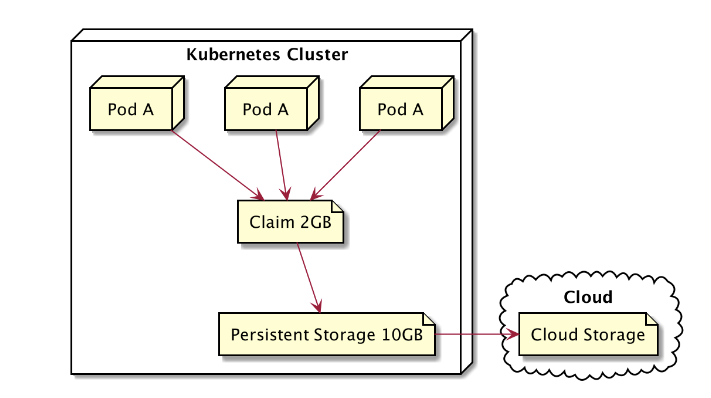 Kubernetes Cluster
Pod A
Pod A
Pod A
Claim 2GB
Cloud
Persistent Storage 10GB
Cloud Storage